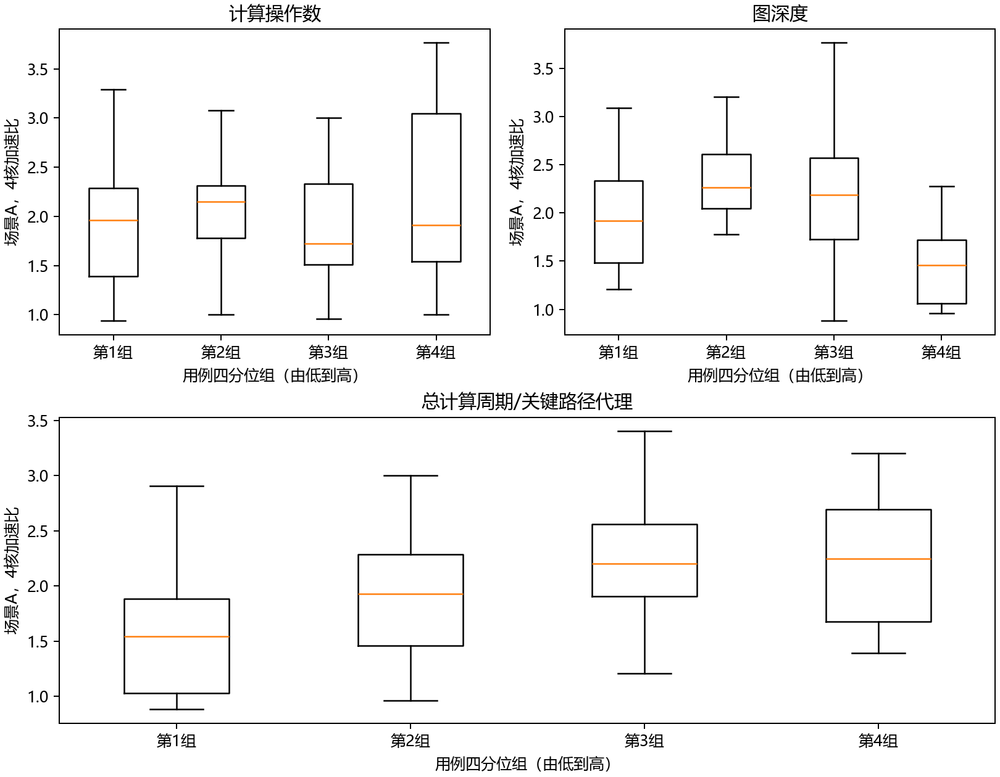 计算操作数
场景A，4核加速比
3.5
3.0
2.5
2.0
1.5
1.0
第1组 第2组 第3组 第4组
用例四分位组（由低到高）
图深度
场景A，4核加速比
3.5
3.0
2.5
2.0
1.5
1.0
第1组 第2组 第3组 第4组
用例四分位组（由低到高）
总计算周期/关键路径代理
场景A，4核加速比
3.5
3.0
2.5
2.0
1.5
1.0
第1组 第2组 第3组 第4组
用例四分位组（由低到高）